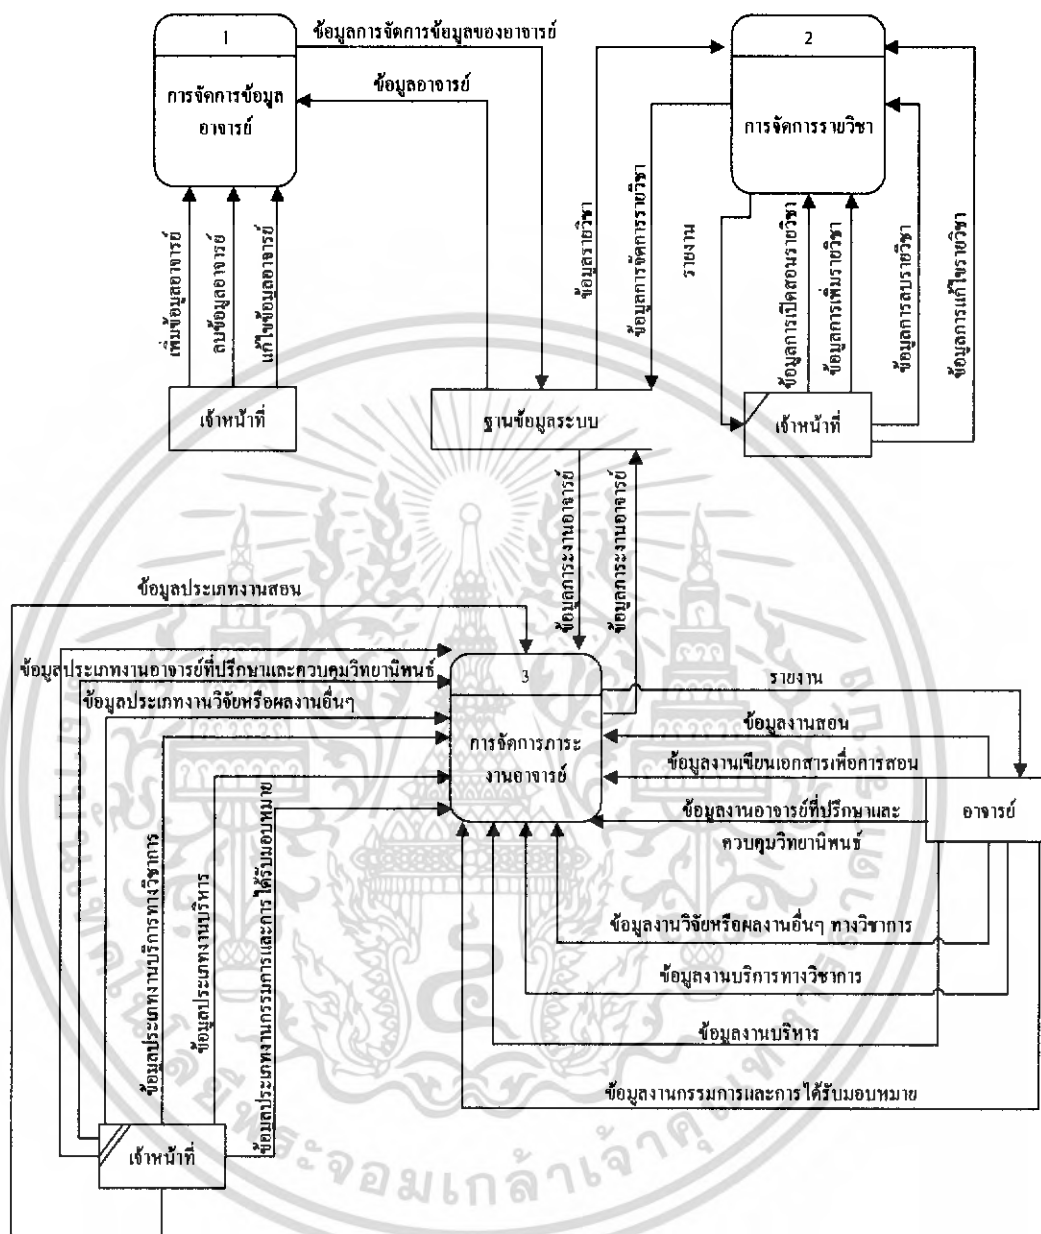 1
การจัดการข้อมูล
อาจารย์
ข้อมูลการจัดการข้อมูลของอาจารย์
ข้อมูลอาจารย์
2
การจัดการรายวิชา
เพิ่มข้อมูลอาจารย์
ลบข้อมูลอาจารย์
แก้ไขข้อมูลอาจารย์
เจ้าหน้าที่
ข้อมูลรายวิชา
ข้อมูลการจัดการรายวิชา
รายงาน
ข้อมูลการเปิดสอนรายวิชา
ข้อมูลการเพิ่มรายวิชา
ข้อมูลการลบรายวิชา
ข้อมูลการแก้ไขรายวิชา
ฐานข้อมูลระบบ
เจ้าหน้าที่
ข้อมูลภาระงานอาจารย์
ข้อมูลภาระงานอาจารย์
ข้อมูลประเภทงานสอน
ข้อมูลประเภทงานอาจารย์ที่ปรึกษาและควบคุมวิทยานิพนธ์
ข้อมูลประเภทงานวิจัยหรือผลงานอื่นๆ
3
การจัดการภาระ
งานอาจารย์
รายงาน
ข้อมูลงานสอน
ข้อมูลงานเขียนเอกสารเพื่อการสอน
ข้อมูลงานอาจารย์ที่ปรึกษาและ
ควบคุมวิทยานิพนธ์
อาจารย์
ข้อมูลประเภทงานบริการทางวิชาการ
ข้อมูลประเภทงานบริหาร
ข้อมูลประเภทงานกรรมการและการได้รับมอบหมาย
ข้อมูลงานวิจัยหรือผลงานอื่นๆ ทางวิชาการ
ข้อมูลงานบริการทางวิชาการ
ข้อมูลงานบริหาร
ข้อมูลงานกรรมการและการได้รับมอบหมาย
เจ้าหน้าที่